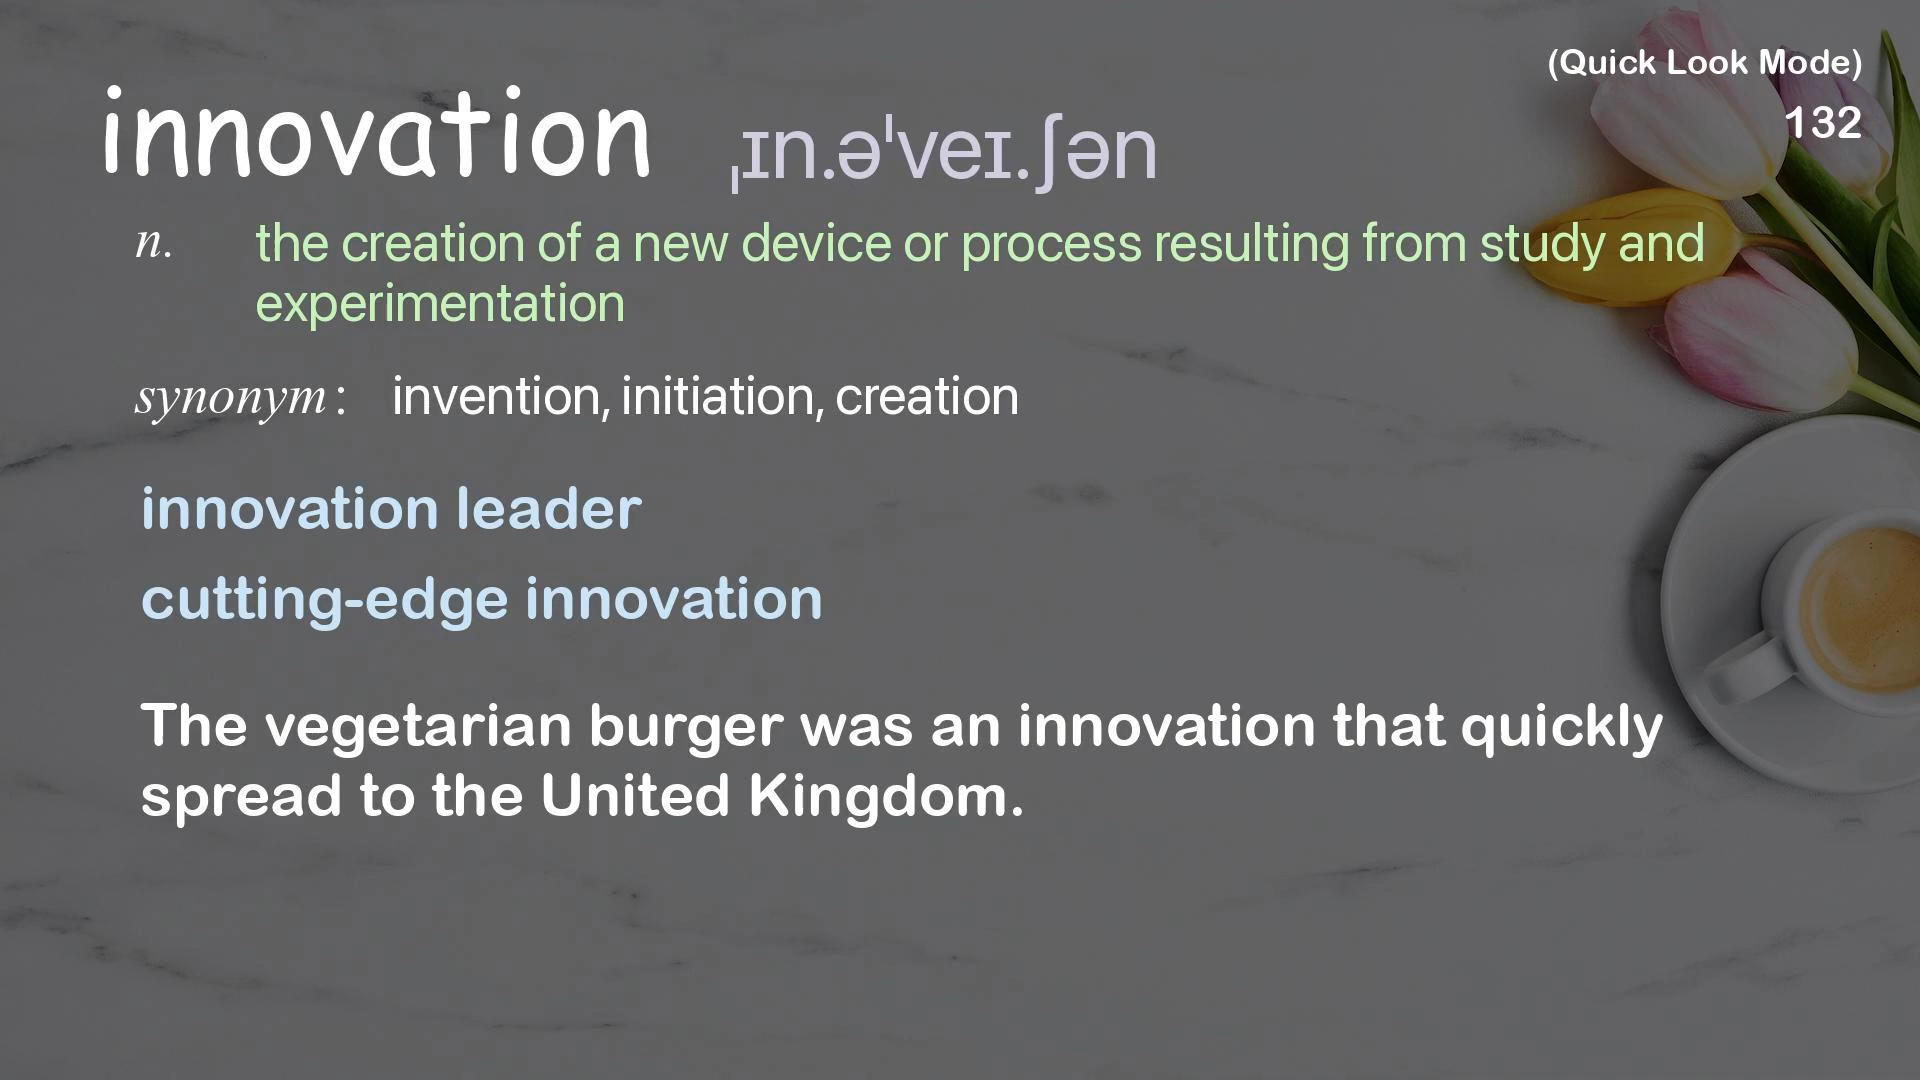 (Quick Look Mode)
132
innovation ˌɪn.əˈveɪ.ʃən
n. the creation of a new device or process resulting from study and
experimentation
synonym : invention, initiation, creation
innovation leader
cutting-edge innovation
The vegetarian burger was an innovation that quickly
spread to the United Kingdom.